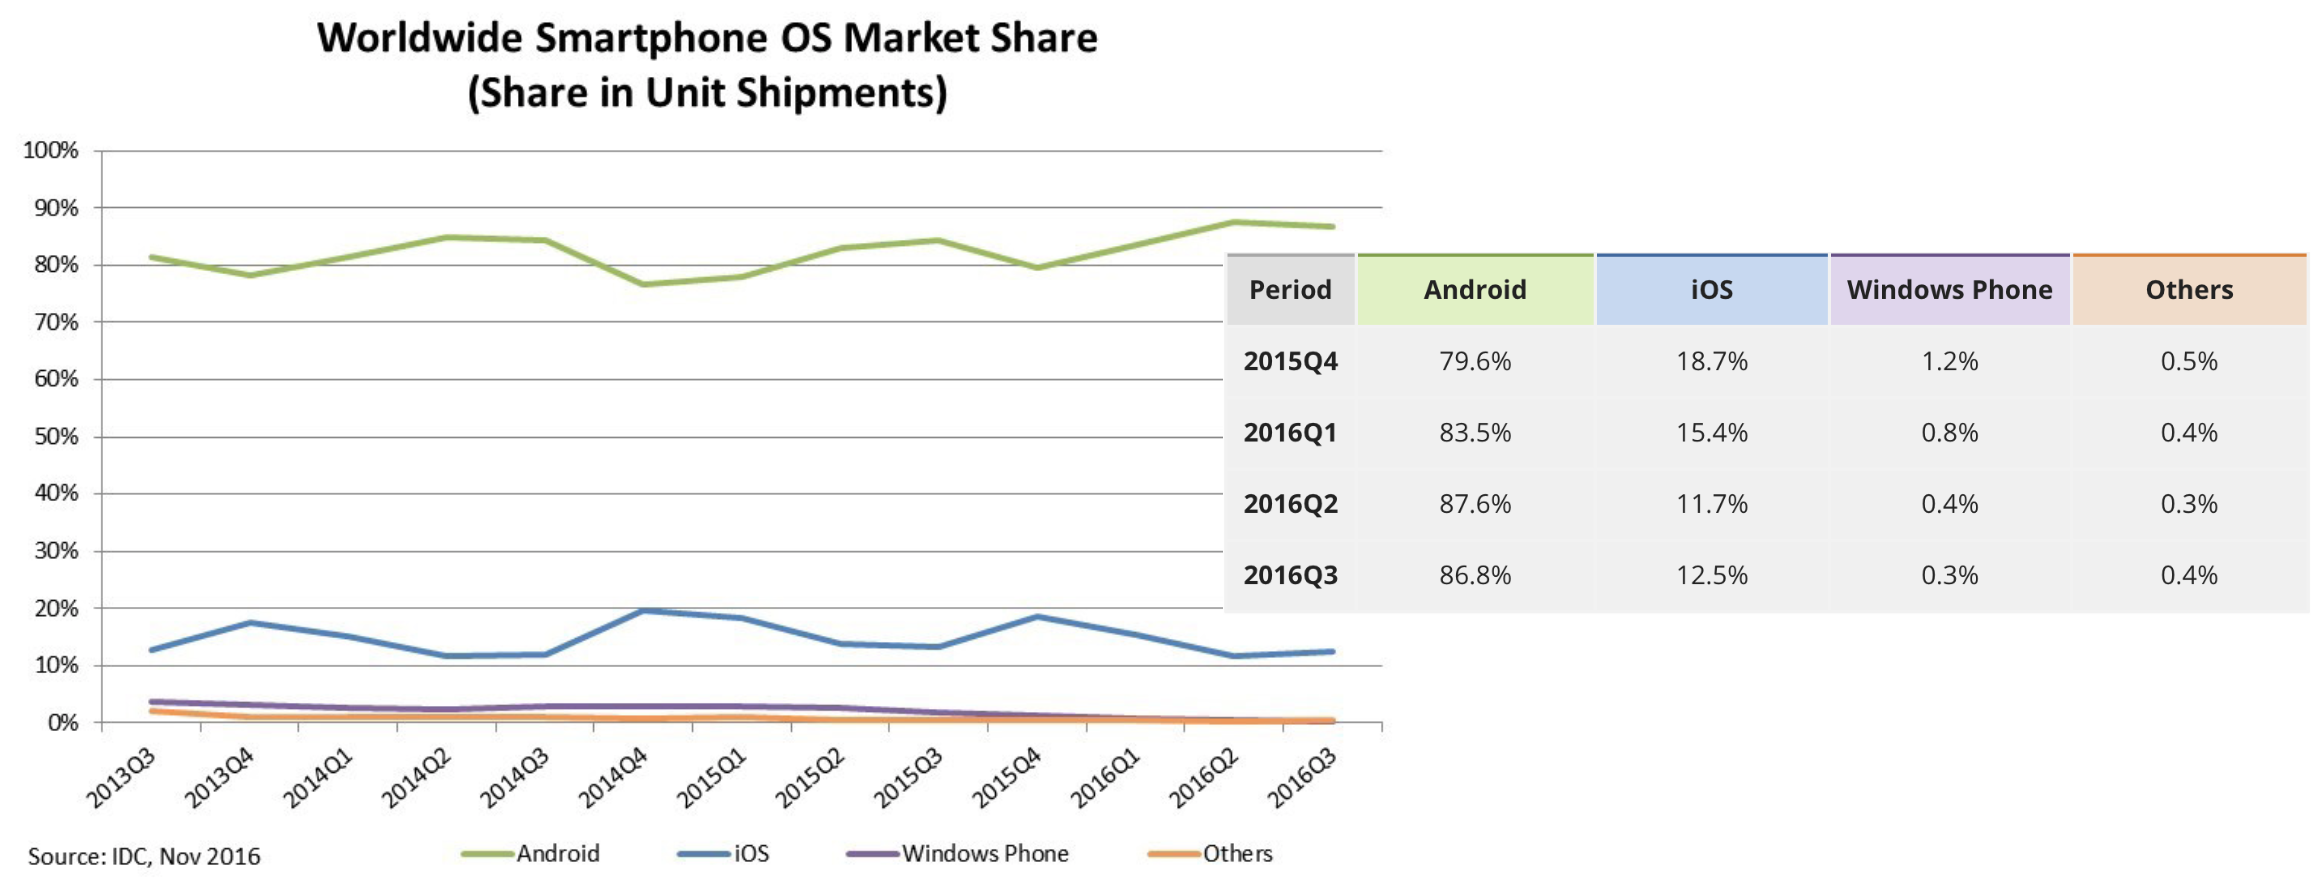 Worldwide Smartphone OS Market Share
(Share in Unit Shipments)
100%
90%
80%
70%
60%
50%
40%
30%
20%
10%
0%
2013Q3 2013Q4 2014Q1 2014Q2 2014Q3 2014Q4 2015Q1 2015Q2 2015Q3 2015Q4 2016Q1 2016Q2 2016Q3
Source: IDC, Nov 2016
Android iOS Windows Phone Others
Period Android iOS Windows Phone Others
2015Q4 79.6% 18.7% 1.2% 0.5%
2016Q1 83.5% 15.4% 0.8% 0.4%
2016Q2 87.6% 11.7% 0.4% 0.3%
2016Q3 86.8% 12.5% 0.3% 0.4%